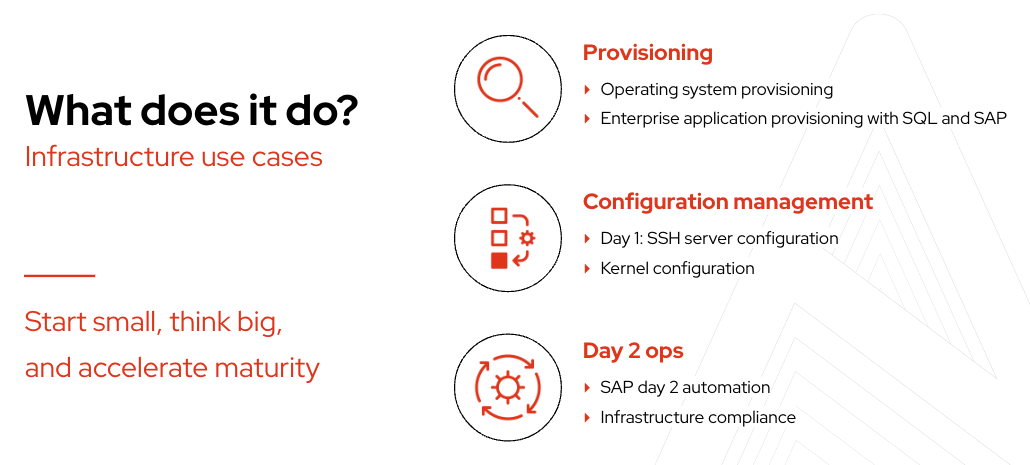 What does it do?
Infrastructure use cases
Start small, think big,
and accelerate maturity
Provisioning
Operating system provisioning
Enterprise application provisioning with SQL and SAP
Configuration management
Day 1: SSH server configuration
Kernel configuration
Day 2 ops
SAP day 2 automation
Infrastructure compliance